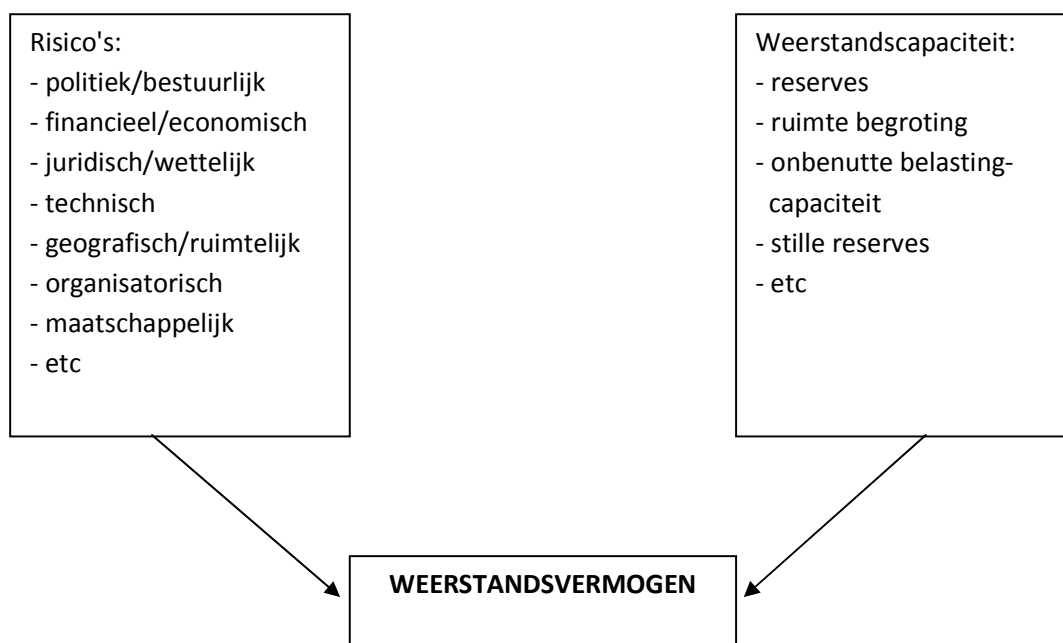 Risico's:
- politiek/bestuurlijk
- financieel/economisch
- juridisch/wettelijk
- technisch
- geografisch/ruimtelijk
- organisatorisch
- maatschappelijk
- etc
Weerstandscapaciteit:
- reserves
- ruimte begroting
- onbenutte belasting-
capaciteit
- stille reserves
- etc
WEERSTANDSVERMOGEN